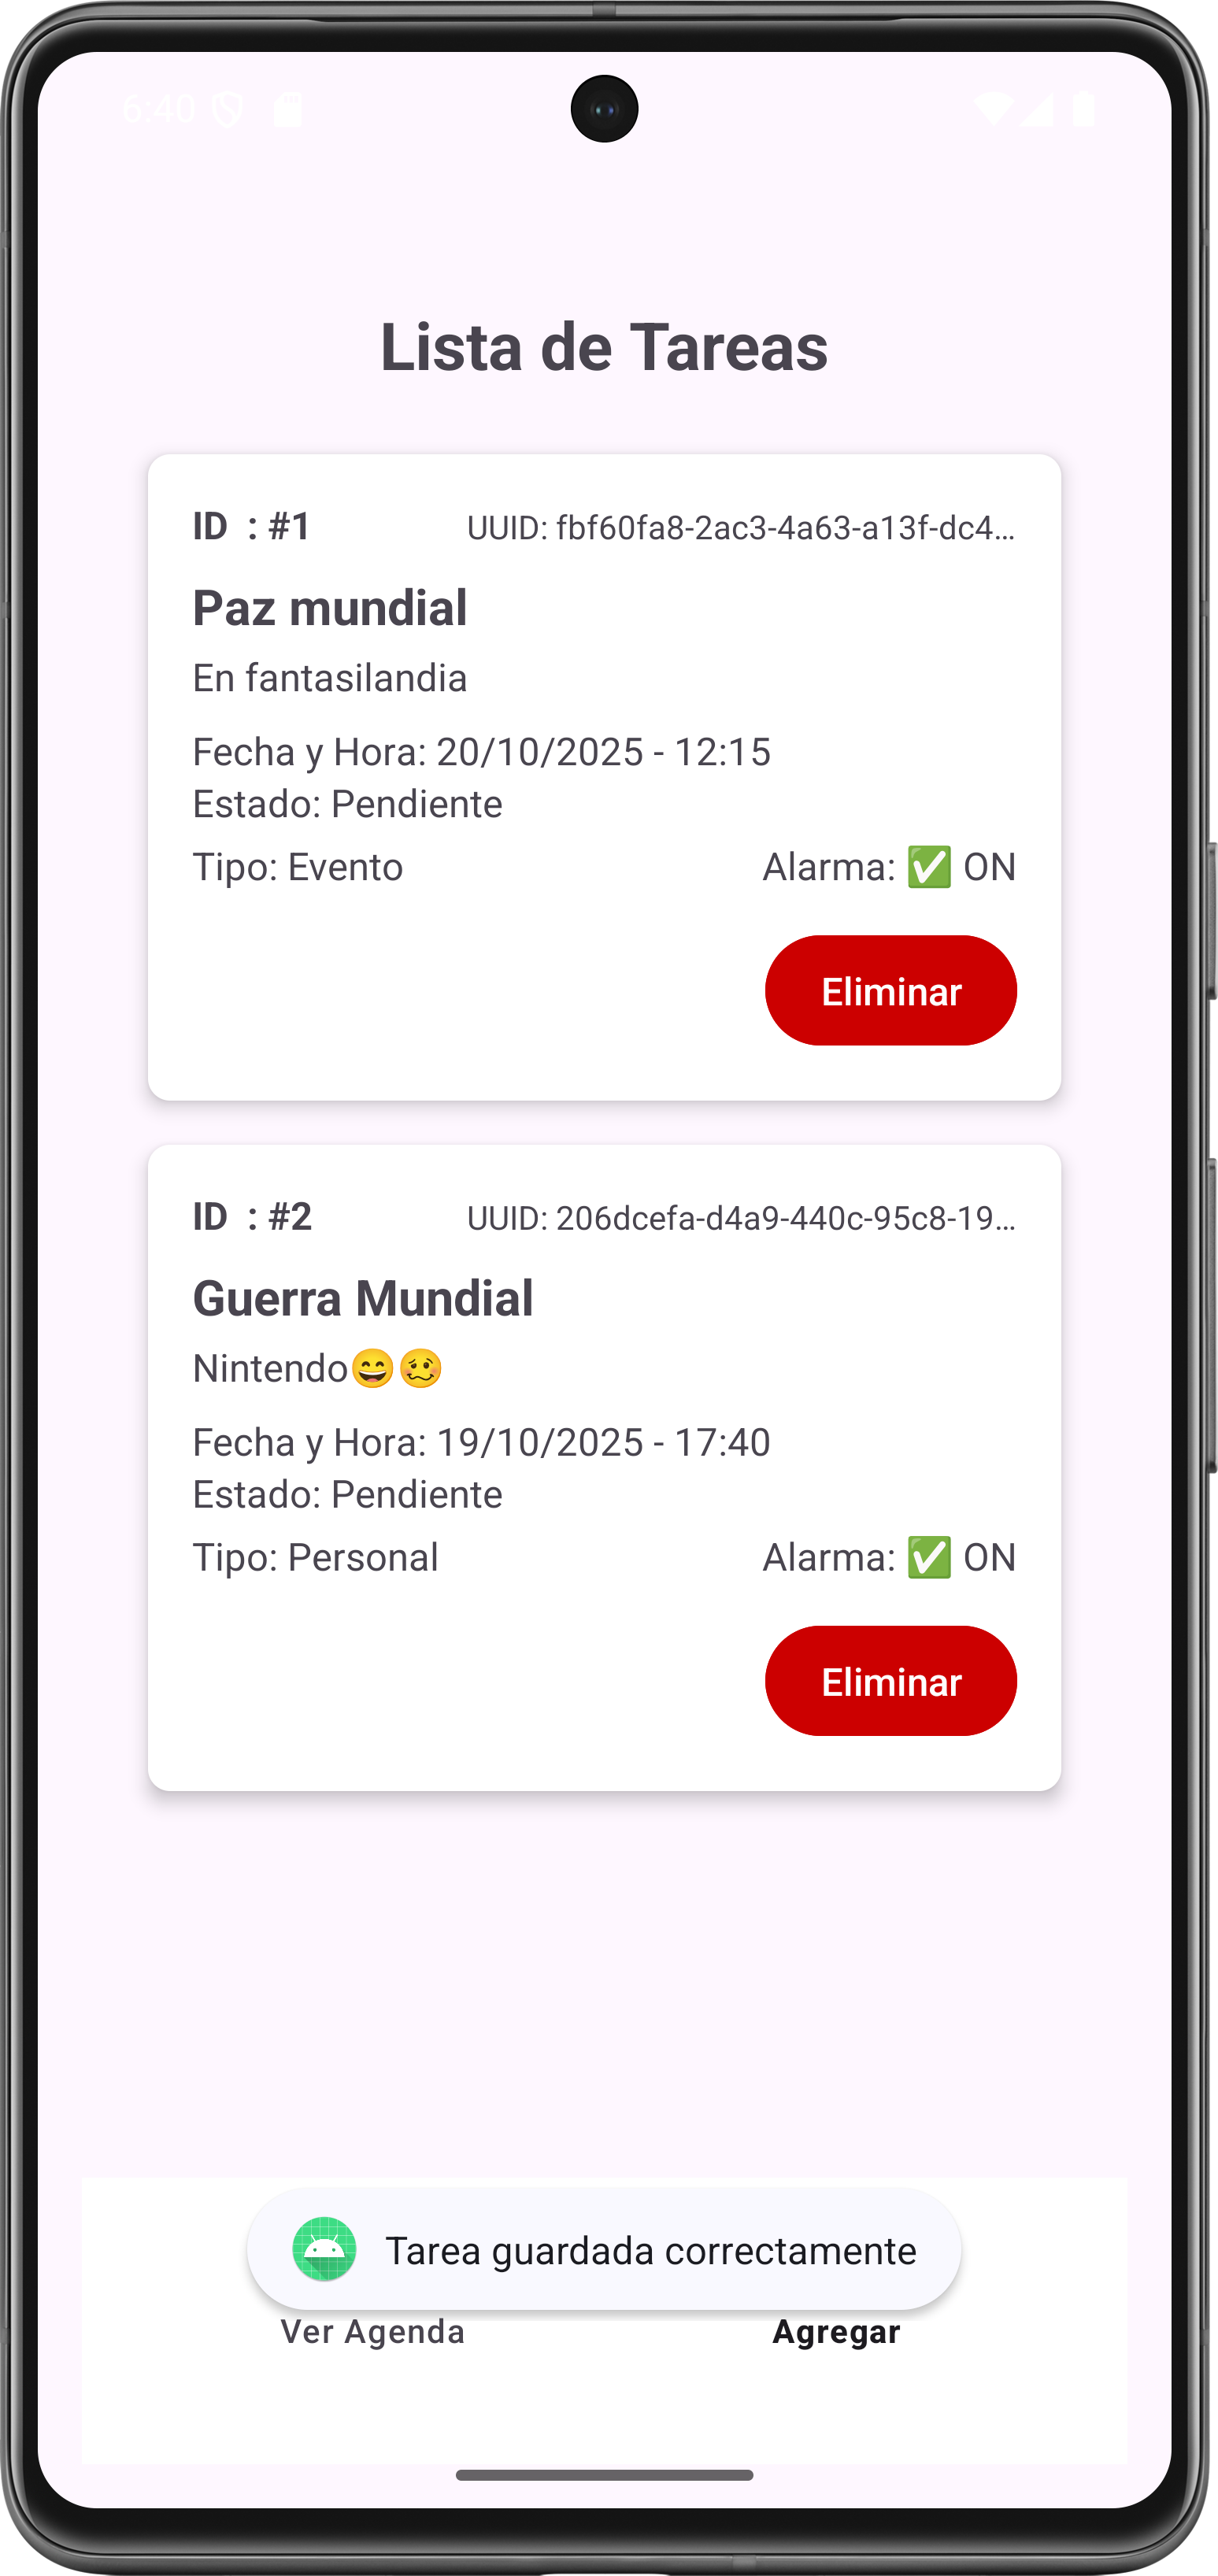 6:40
Lista de Tareas
ID : #1 UUID: fbf60fa8-2ac3-4a63-a13f-dc4...
Paz mundial
En fantasilandia
Fecha y Hora: 20/10/2025 - 12:15
Estado: Pendiente
Tipo: Evento Alarma: ✅ ON
Eliminar
ID : #2 UUID: 206dcefa-d4a9-440c-95c8-19...
Guerra Mundial
Nintendo😄🥴
Fecha y Hora: 19/10/2025 - 17:40
Estado: Pendiente
Tipo: Personal Alarma: ✅ ON
Eliminar
Tarea guardada correctamente
Ver Agenda Agregar